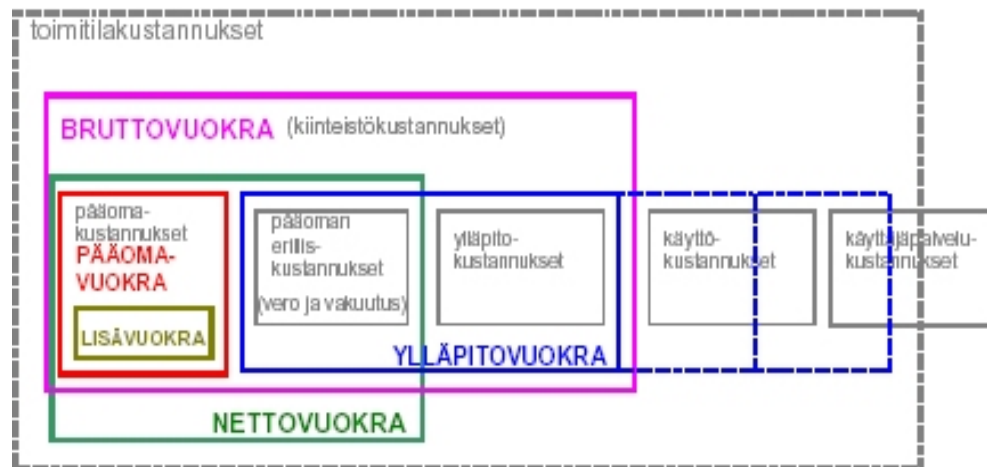 toimitilakustannukset
BRUTTOVUOKRA (kiinteistökustannukset)
pääoma-
kustannukset
PÄÄOMA-
VUOKRA
LISÄVUOKRA
pääoman
erillis-
kustannukset
(vero ja vakuutus)
ylläpito-
kustannukset
käyttö-
kustannukset
käyttäjäpalvelu-
kustannukset
YLLÄPITOVUOKRA
NETTOVUOKRA